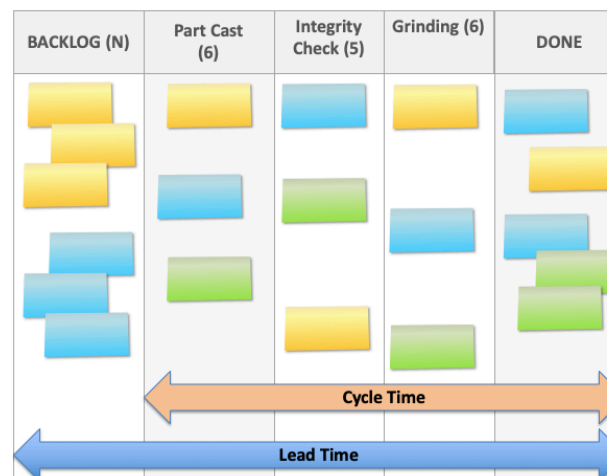 BACKLOG (N)
Part Cast
(6)
Integrity
Check (5)
Grinding (6)
DONE
Cycle Time
Lead Time